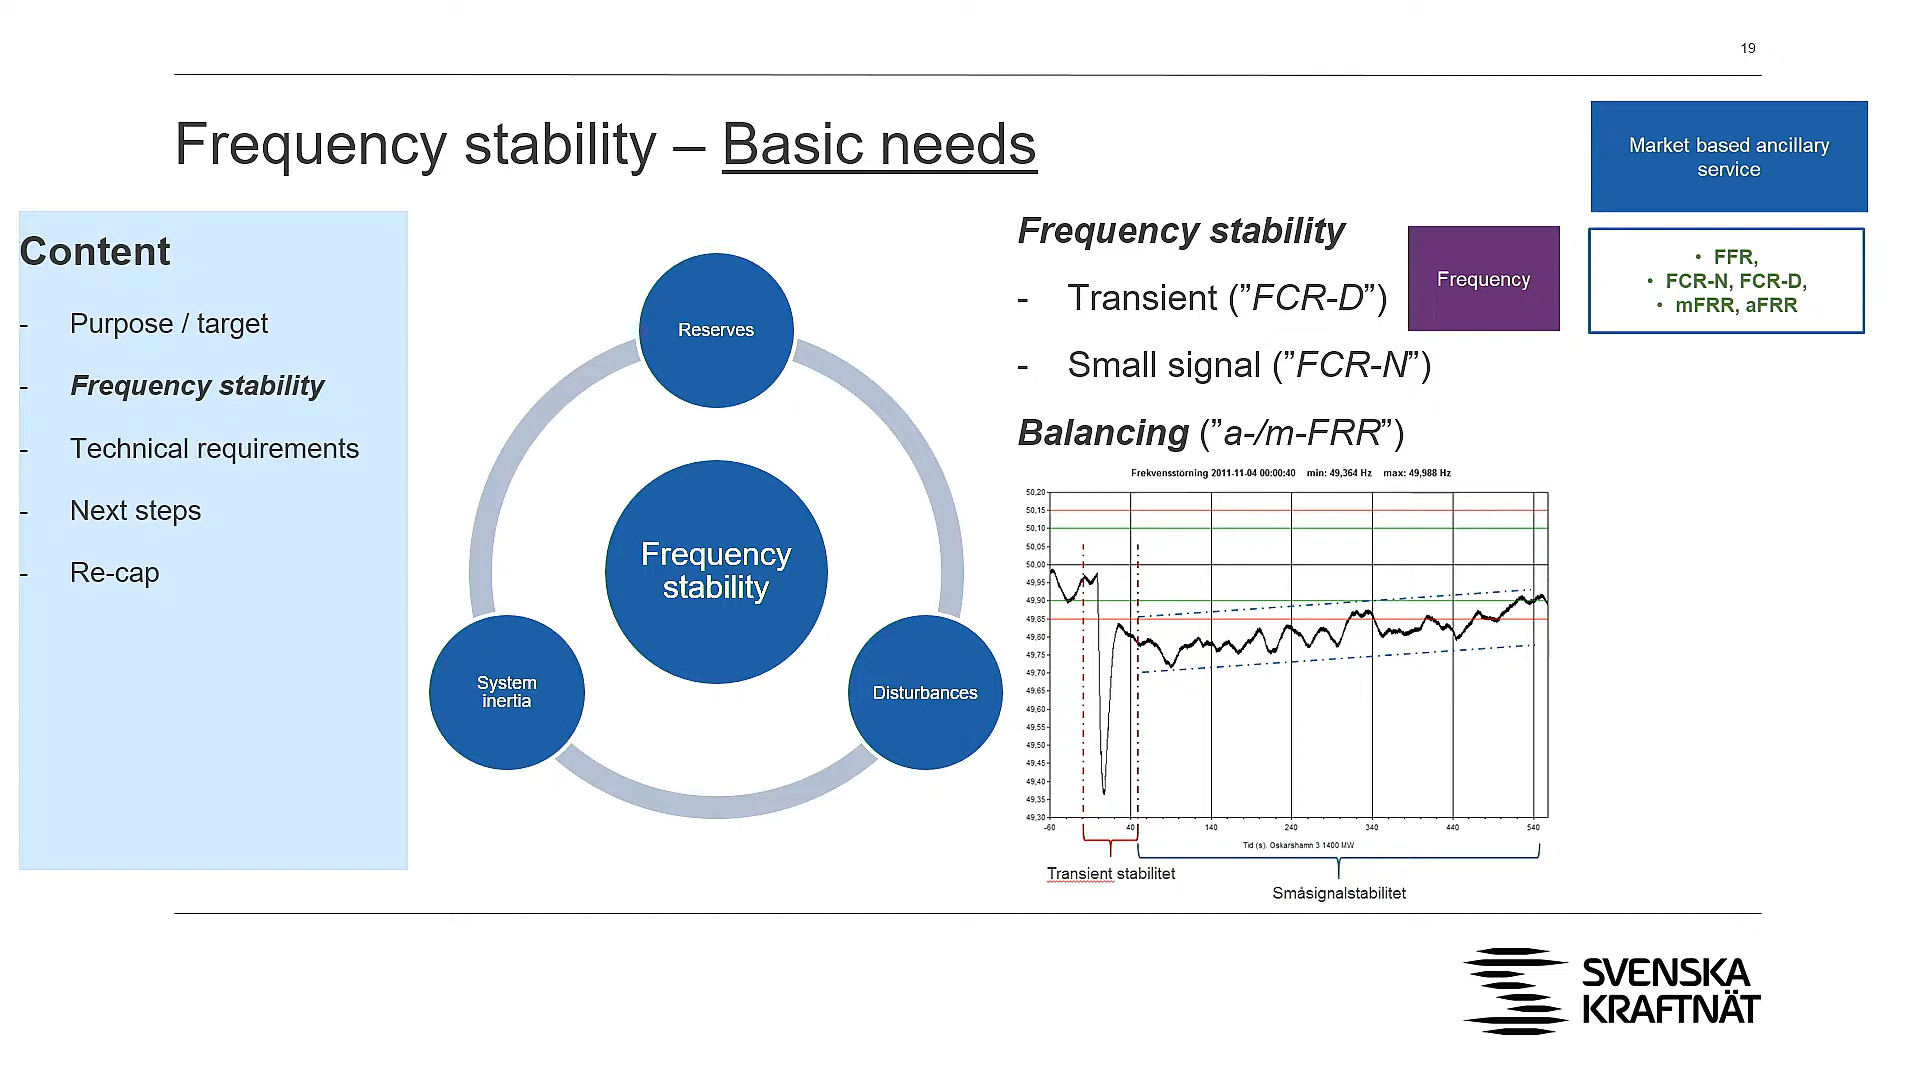 19
Frequency stability – Basic needs
Market based ancillary
service
Content
- Purpose / target
- Frequency stability
- Technical requirements
- Next steps
- Re-cap
Reserves
Frequency
stability
System
inertia
Disturbances
Frequency stability
- Transient (”FCR-D”)
- Small signal (”FCR-N”)
Balancing (”a-/m-FRR”)
Frequency
• FFR,
• FCR-N, FCR-D,
• mFRR, aFRR
Frekvensstörning 2011-11-04 00:00:40 min: 49,364 Hz max: 49,988 Hz
50,20
50,15
50,10
50,05
50,00
49,95
49,90
49,85
49,80
49,75
49,70
49,65
49,60
49,55
49,50
49,45
49,40
49,35
49,30
-60 40 140 240 340 440 540
Tid (s). Oskarshamn 3 1400 MW
Transient stabilitet
Småsignalstabilitet
SVENSKA
KRAFTNÄT